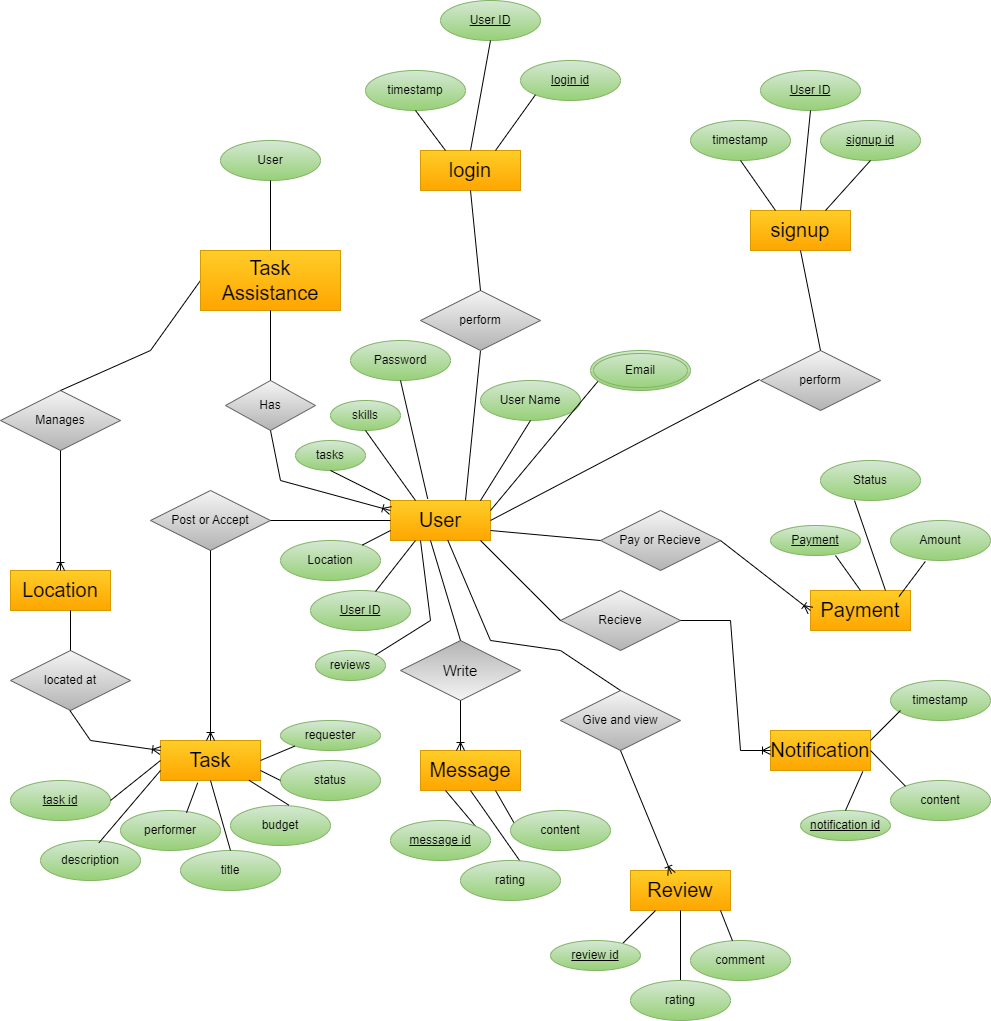 User ID
login id
timestamp
login
User ID
timestamp
signup id
signup
User
Task
Assistance
perform
perform
Manages
Has
Password
Email
User Name
skills
tasks
Status
Post or Accept
User
Pay or Recieve
Payment
Amount
Location
Location
User ID
Recieve
Payment
reviews
Write
located at
Give and view
timestamp
requester
Task
Message
Notification
status
task id
performer
budget
description
title
message id
content
rating
content
notification id
Review
review id
comment
rating